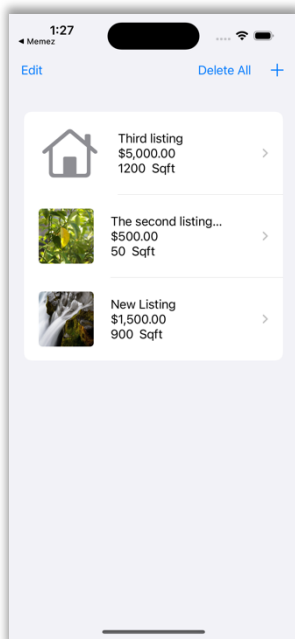 1:27
◀ Memez
Edit Delete All +
Third listing
$5,000.00
1200 Sqft
The second listing...
$500.00
50 Sqft
New Listing
$1,500.00
900 Sqft